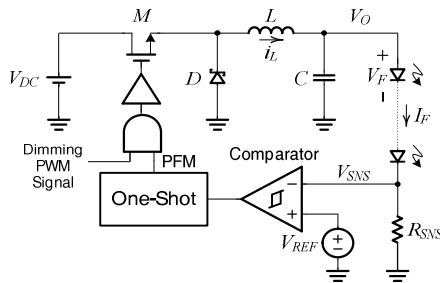 M
L
V_O
i_L
+
V_DC
D
C
V_F
-
I_F
Dimming
PWM
Signal
PFM
Comparator
V_SNS
One-Shot
−
+
V_REF
+
−
R_SNS